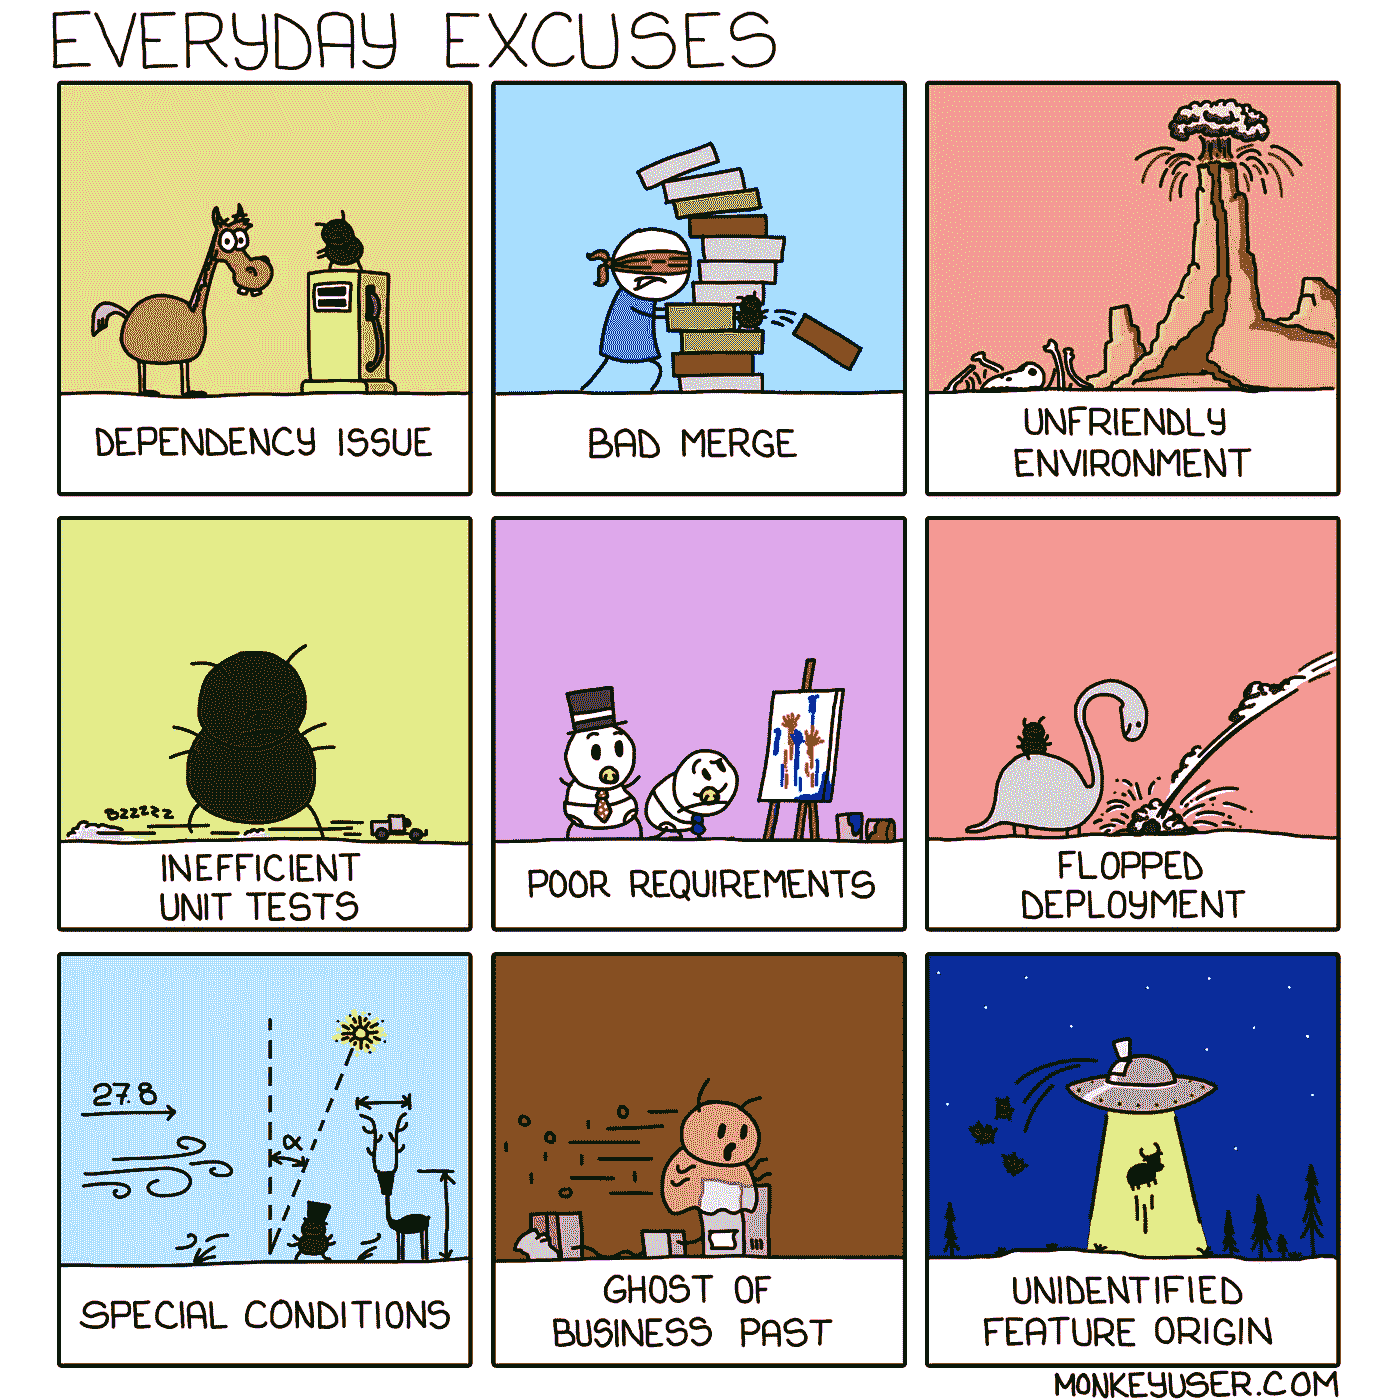 EVERYDAY EXCUSES
DEPENDENCY ISSUE
BAD MERGE
UNFRIENDLY
ENVIRONMENT
BZZZZZ
INEFFICIENT
UNIT TESTS
POOR REQUIREMENTS
FLOPPED
DEPLOYMENT
27.8
α
SPECIAL CONDITIONS
GHOST OF
BUSINESS PAST
UNIDENTIFIED
FEATURE ORIGIN
MONKEYUSER.COM